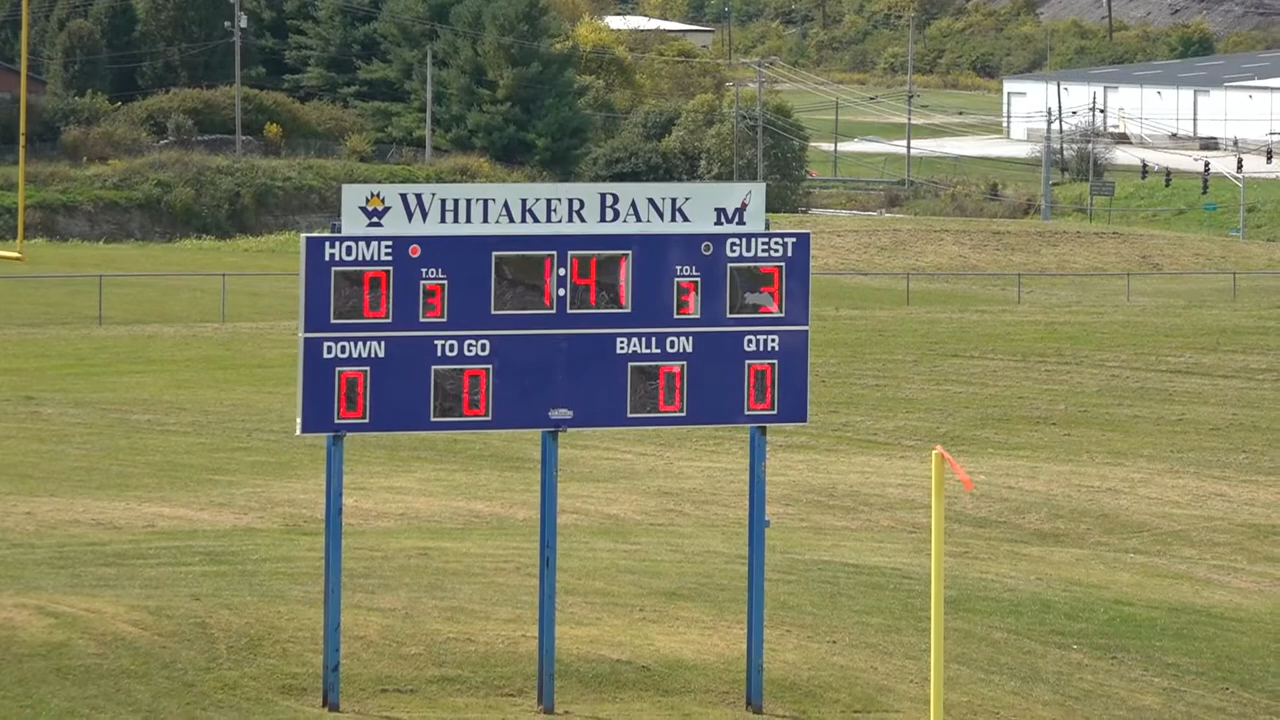 WHITAKER BANK M
HOME GUEST
T.O.L. T.O.L.
0 3 1:41 3 3
DOWN TO GO BALL ON QTR
0 0 0 0